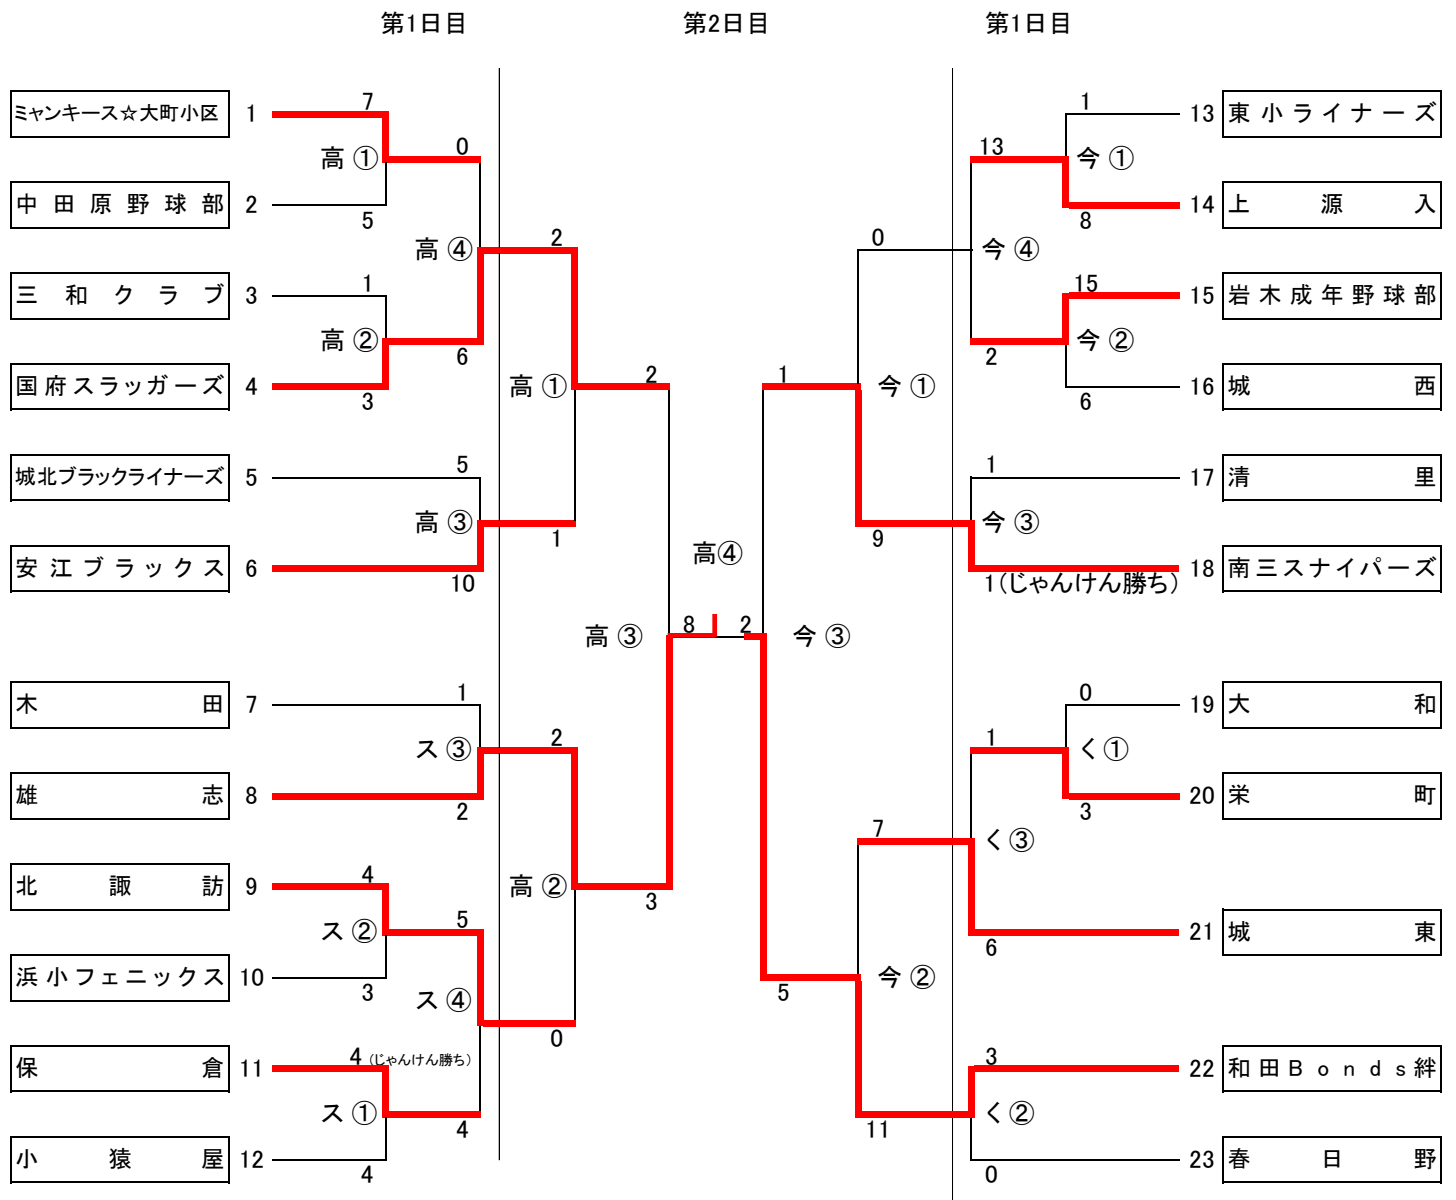 第1日目 第2日目 第1日目
ミャンキース☆大町小区 1 7 1 13 東小ライナーズ
高① 0 13 今①
中田原野球部 2 5 8 14 上源入
高④ 2 0 今④
三和クラブ 3 1 15 15 岩木成年野球部
高② 6 2 今②
国府スラッガーズ 4 3 高① 2 1 今① 6 16 城西
城北ブラックライナーズ 5 5 1 17 清里
高③ 1 9 今③
安江ブラックス 6 10 高④ 1(じゃんけん勝ち) 18 南三スナイパーズ
高③ 8 2 今③
木田 7 1 0 19 大和
ス③ 2 1 く①
雄志 8 2 3 20 栄町
7 く③
北諏訪 9 4 高② 3
ス② 5 6 21 城東
浜小フェニックス 10 3 ス④ 5 今②
0
保倉 11 4(じゃんけん勝ち) 3 22 和田Bonds絆
ス① 4 11 く②
小猿屋 12 4 0 23 春日野